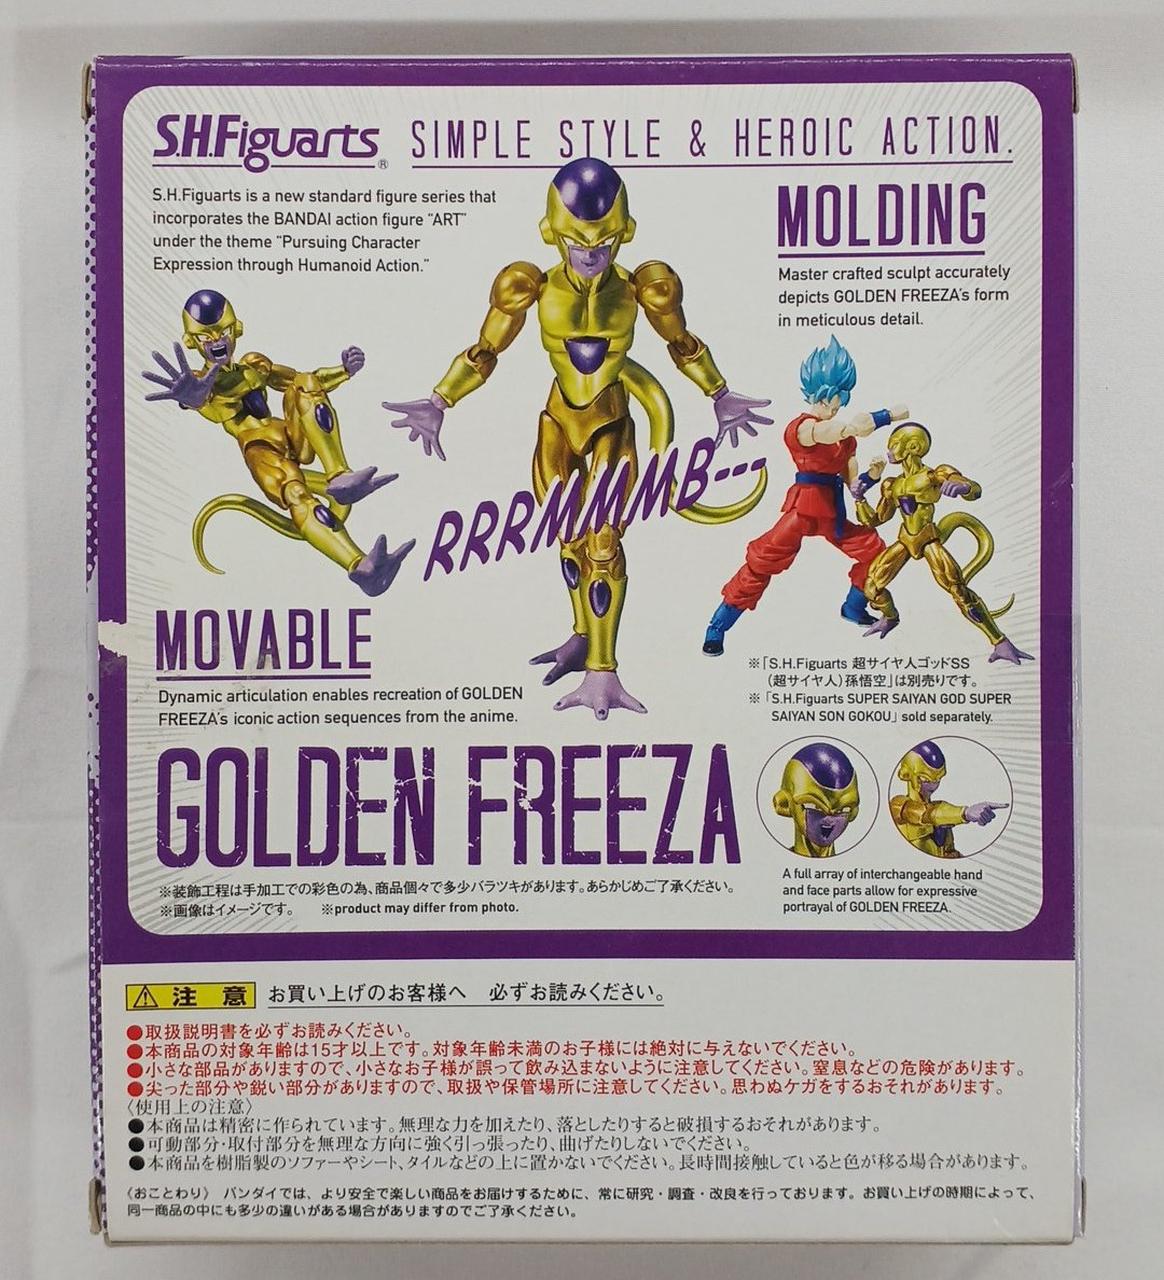 S.H.Figuarts®
SIMPLE STYLE & HEROIC ACTION.
S.H.Figuarts is a new standard figure series that
incorporates the BANDAI action figure “ART”
under the theme “Pursuing Character
Expression through Humanoid Action.”
MOLDING
Master crafted sculpt accurately
depicts GOLDEN FREEZA's form
in meticulous detail.
RRRMMMB---
MOVABLE
Dynamic articulation enables recreation of GOLDEN
FREEZA's iconic action sequences from the anime.
※「S.H.Figuarts 超サイヤ人ゴッドSS
(超サイヤ人)孫悟空」は別売りです。
※「S.H.Figuarts SUPER SAIYAN GOD SUPER
SAIYAN SON GOKOU」sold separately.
GOLDEN FREEZA
※装飾工程は手加工での彩色の為、商品個々で多少バラツキがあります。あらかじめご了承ください。
※画像はイメージです。 ※product may differ from photo.
A full array of interchangeable hand
and face parts allow for expressive
portrayal of GOLDEN FREEZA.
⚠注 意 お買い上げのお客様へ 必ずお読みください。
●取扱説明書を必ずお読みください。
●本商品の対象年齢は15才以上です。対象年齢未満のお子様には絶対に与えないでください。
●小さな部品がありますので、小さなお子様が誤って飲み込まないように注意してください。窒息などの危険があります。
●尖った部分や鋭い部分がありますので、取扱や保管場所に注意してください。思わぬケガをするおそれがあります。
〈使用上の注意〉
●本商品は精密に作られています。無理な力を加えたり、落としたりすると破損するおそれがあります。
●可動部分・取付部分を無理な方向に強く引っ張ったり、曲げたりしないでください。
●本商品を樹脂製のソファーやシート、タイルなどの上に置かないでください。長時間接触していると色が移る場合があります。
〈おことわり〉 バンダイでは、より安全で楽しい商品をお届けするために、常に研究・調査・改良を行っております。お買い上げの時期によって、
同一商品の中にも多少の違いがある場合がありますのでご了承ください。